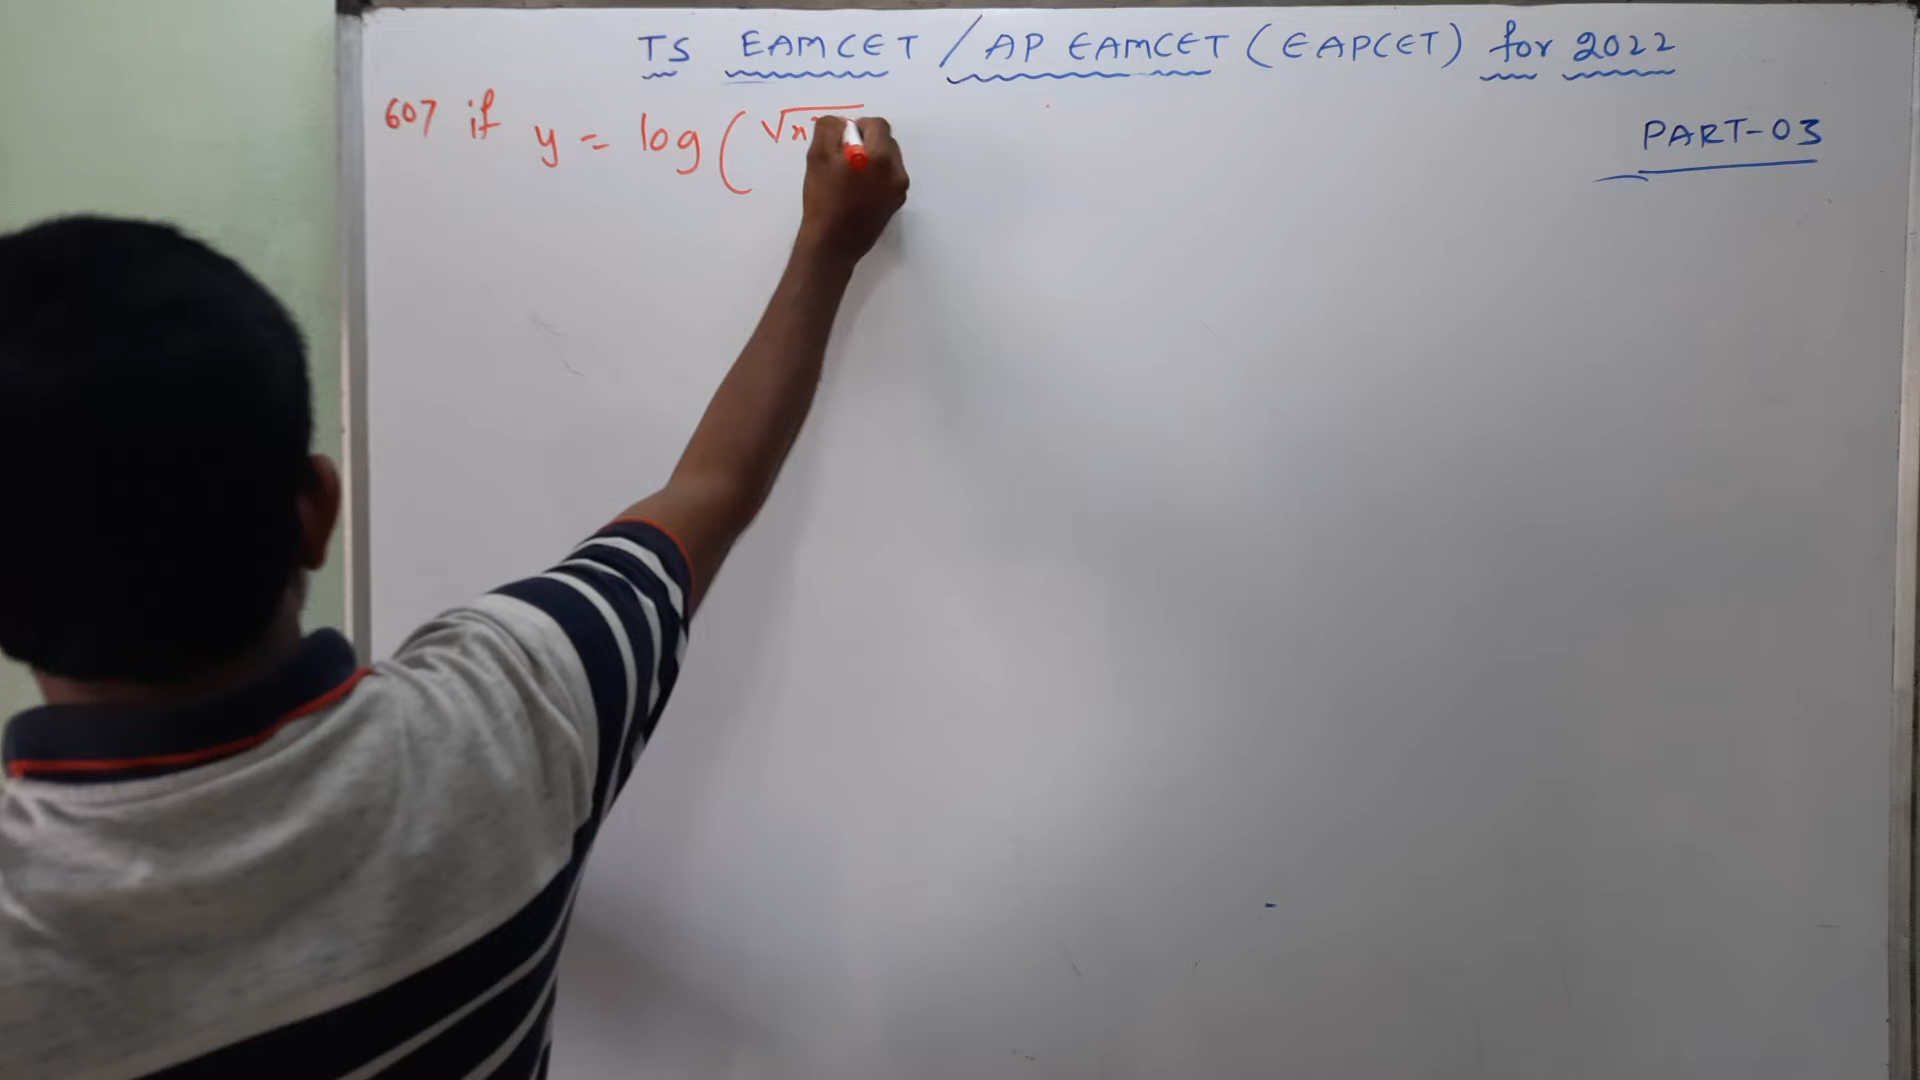 TS EAMCET / AP EAMCET (EAPCET) for 2022
PART-03
607 if y = log ( √x